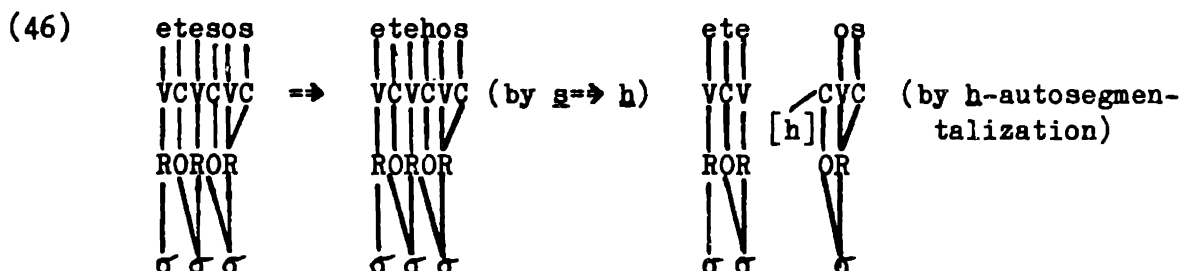 (46) etesos etehos ete os
VCVCVC ⇒ VCVCVC (by s⇒ h) VCV CVC (by h-autosegmen-
[h] talization)
ROROR ROROR ROR OR
σ σ σ σ σ σ σ σ σ